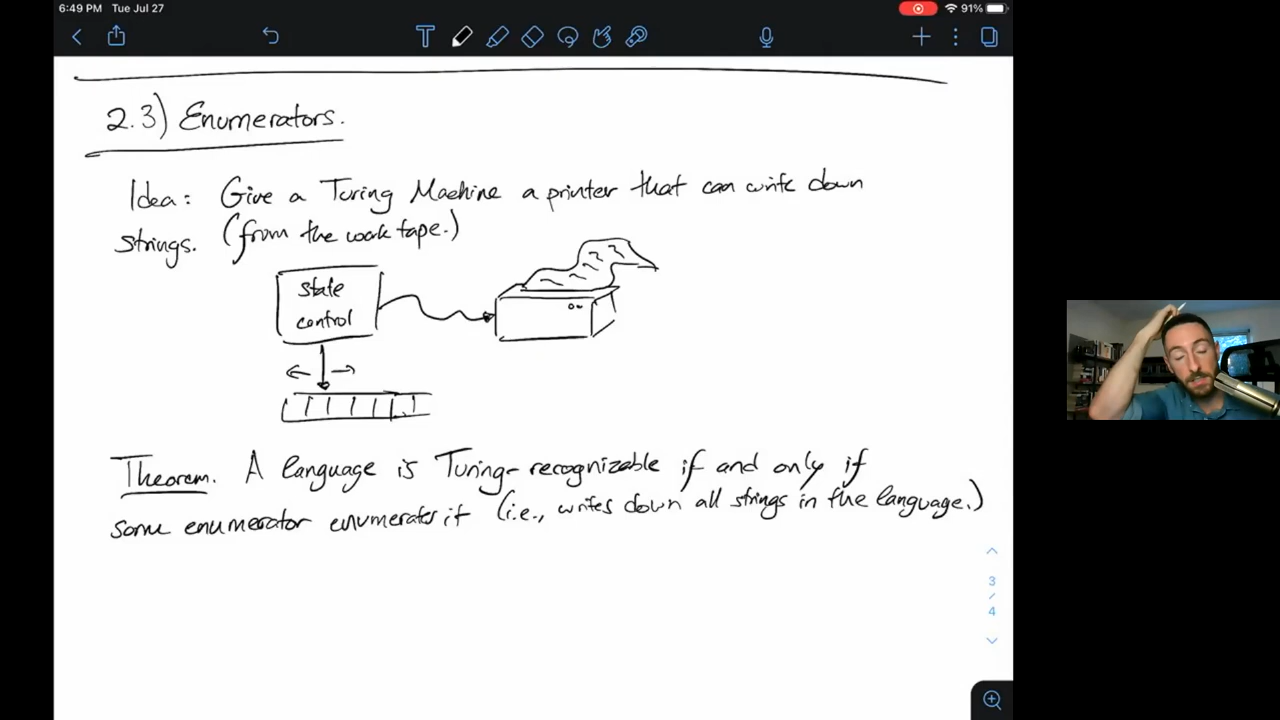 6:49 PM Tue Jul 27
91%
2.3) Enumerators.
Idea: Give a Turing Machine a printer that can write down
strings. (from the work tape.)
state
control
Theorem. A language is Turing-recognizable if and only if
some enumerator enumerates it (i.e., writes down all strings in the language.)
3
/
4